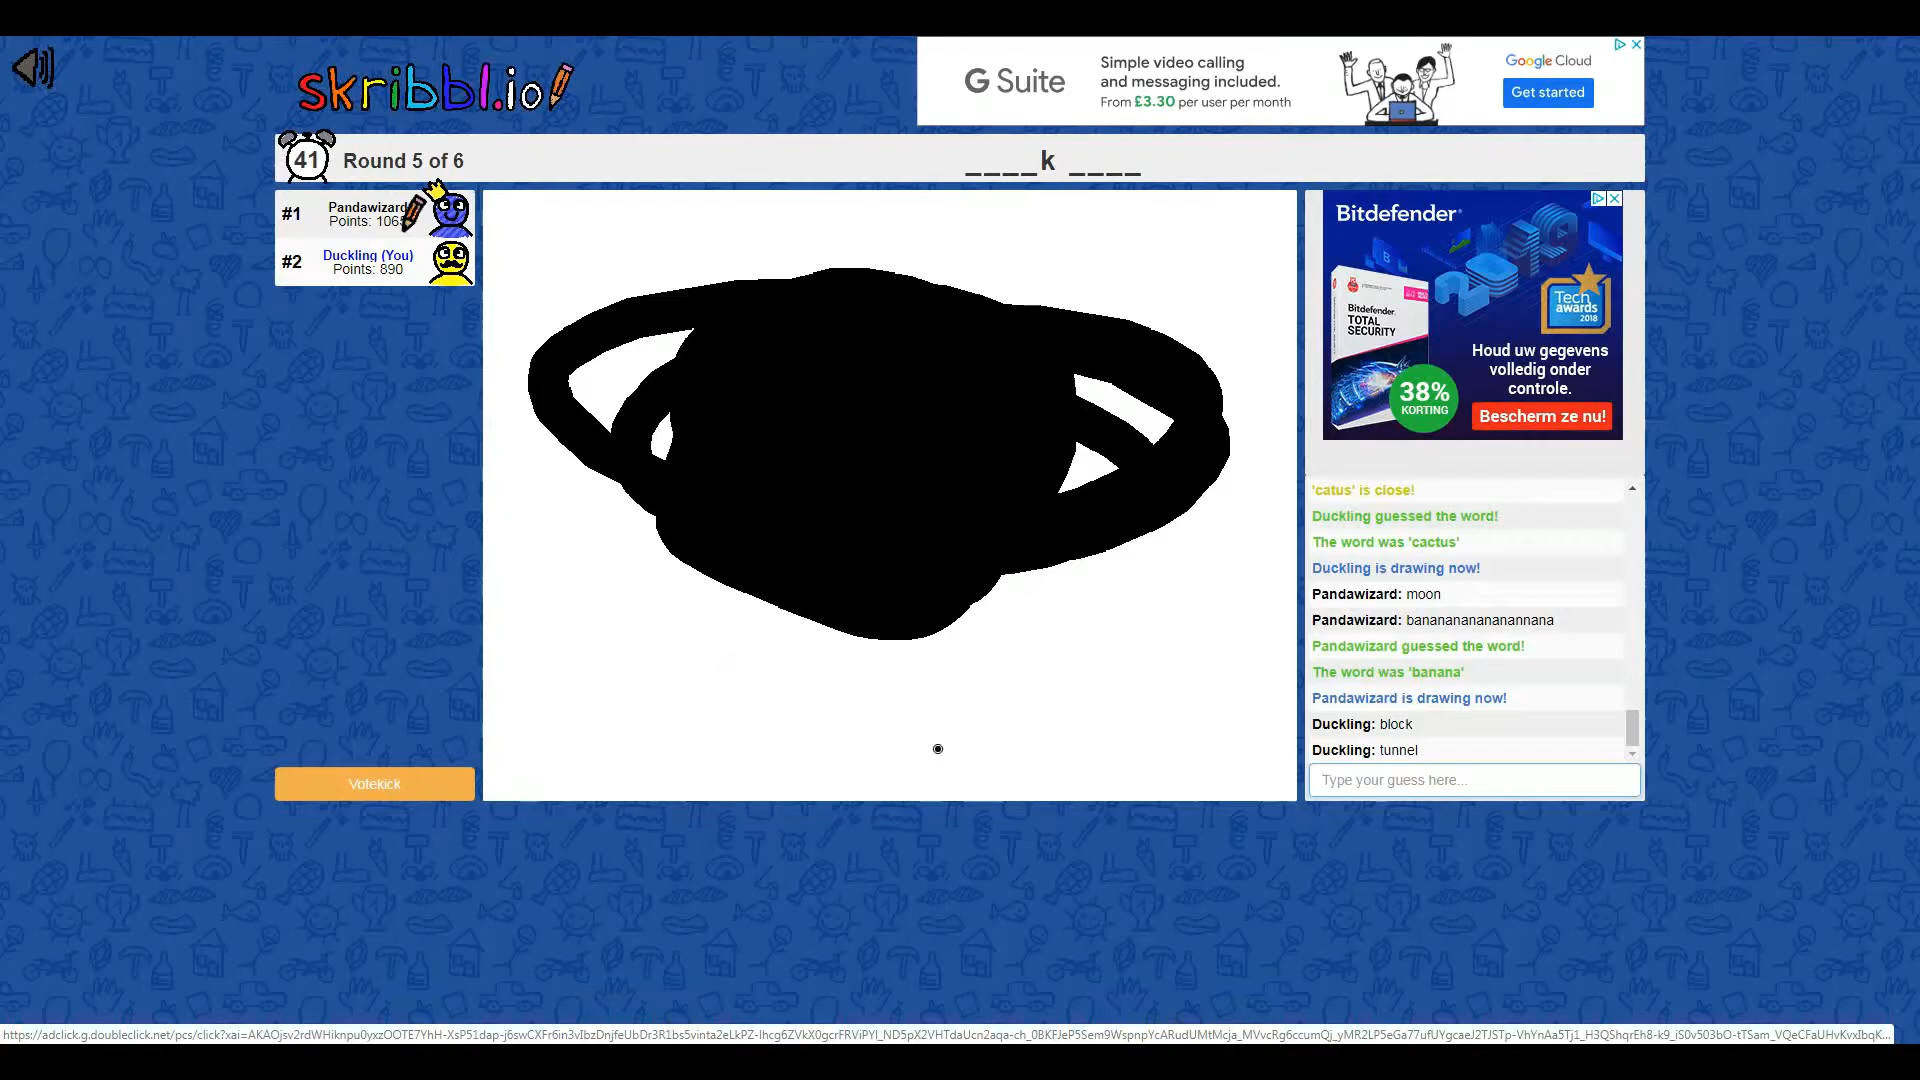 skribbl.io
G Suite
Simple video calling
and messaging included.
From £3.30 per user per month
Google Cloud
Get started
41
Round 5 of 6
____k ____
#1
Pandawizard
Points: 1065
#2
Duckling (You)
Points: 890
Bitdefender
2019
Bitdefender
TOTAL
SECURITY
Tech
awards
2018
Houd uw gegevens
volledig onder
controle.
38%
KORTING
Bescherm ze nu!
'catus' is close!
Duckling guessed the word!
The word was 'cactus'
Duckling is drawing now!
Pandawizard: moon
Pandawizard: banananananannana
Pandawizard guessed the word!
The word was 'banana'
Pandawizard is drawing now!
Duckling: block
Duckling: tunnel
Type your guess here...
Votekick